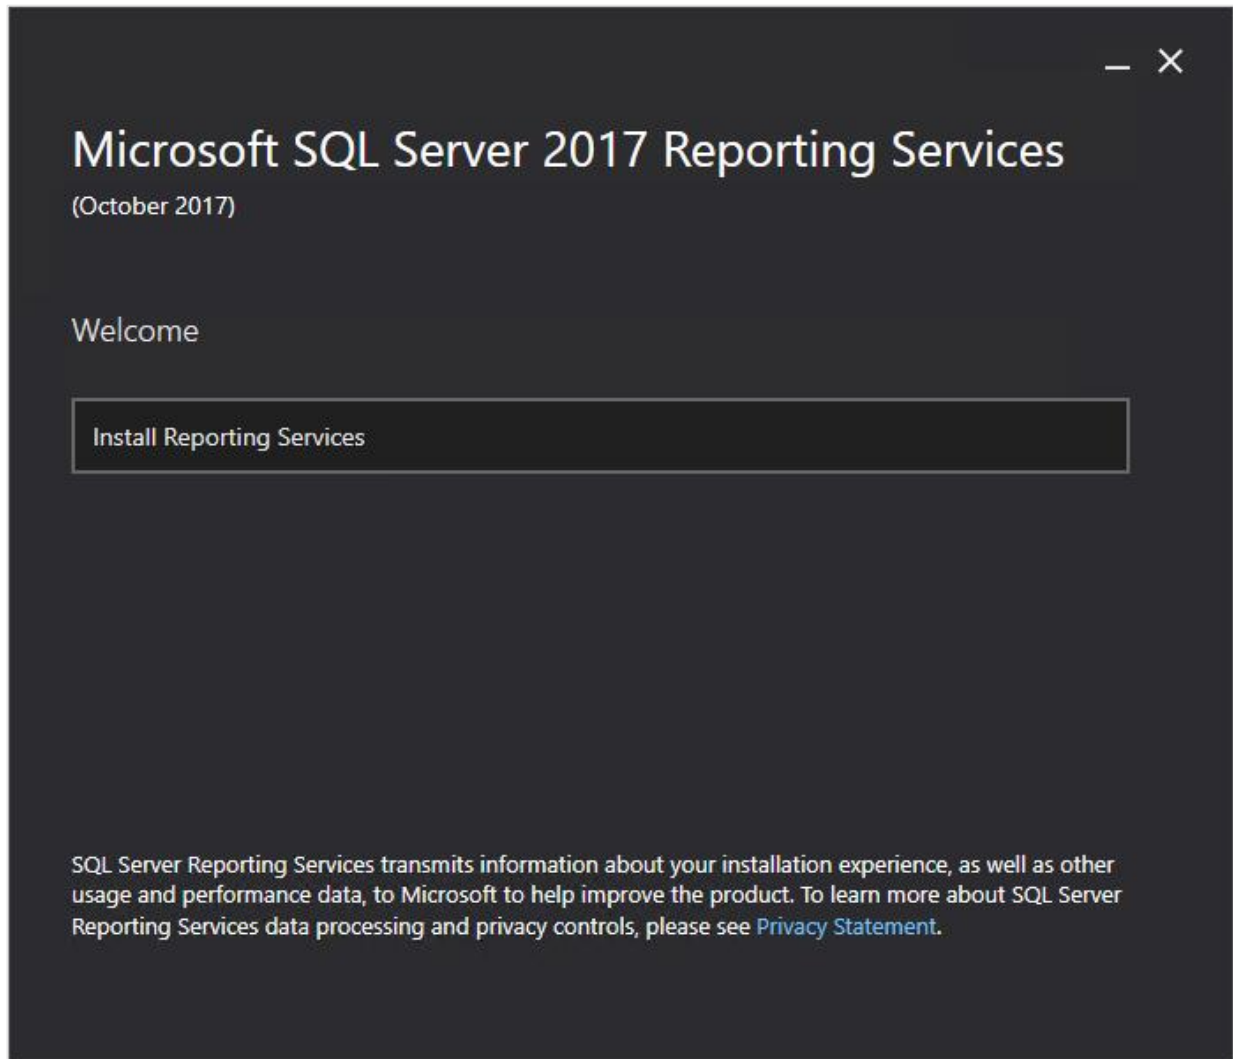 Microsoft SQL Server 2017 Reporting Services
(October 2017)
Welcome
Install Reporting Services
SQL Server Reporting Services transmits information about your installation experience, as well as other
usage and performance data, to Microsoft to help improve the product. To learn more about SQL Server
Reporting Services data processing and privacy controls, please see Privacy Statement.